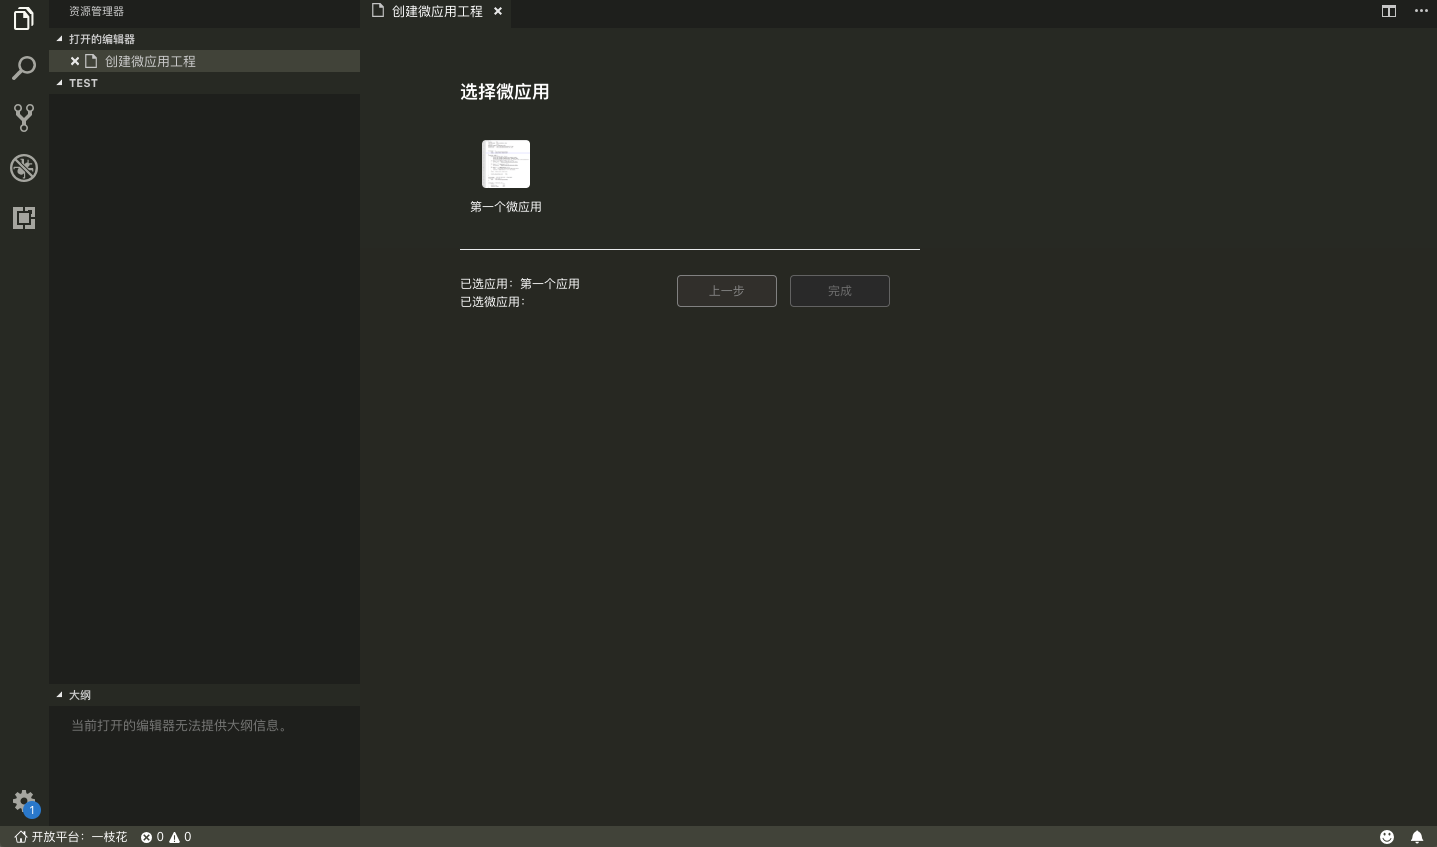 资源管理器
创建微应用工程
打开的编辑器
创建微应用工程
TEST
选择微应用
第一个微应用
已选应用：第一个应用
已选微应用：
上一步
完成
大纲
当前打开的编辑器无法提供大纲信息。
1
开放平台：一枝花 0 0